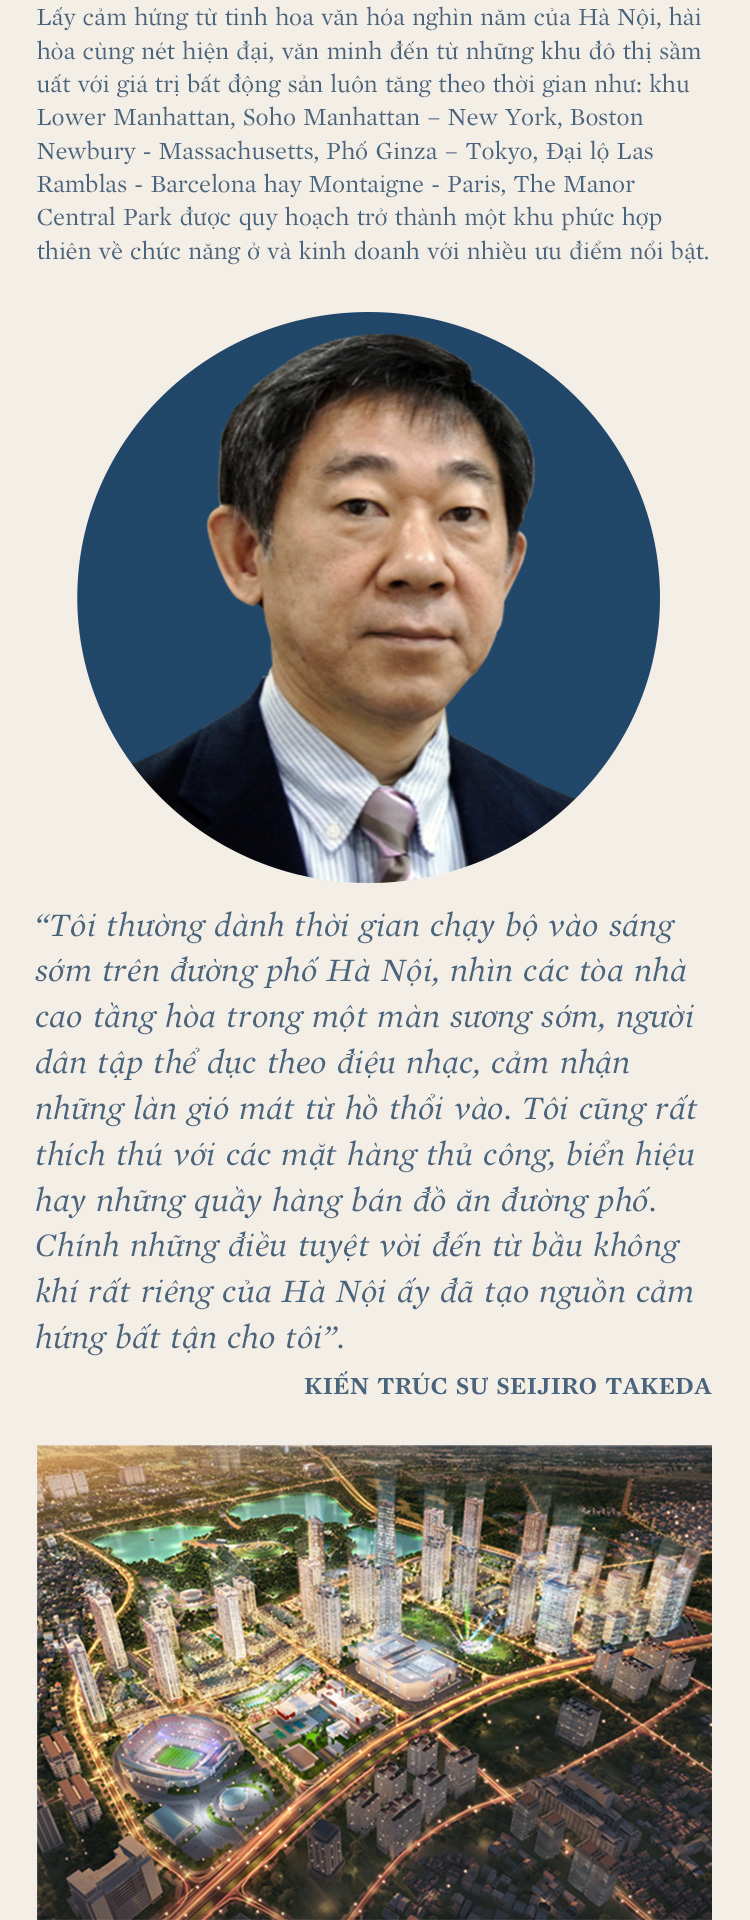 Lấy cảm hứng từ tinh hoa văn hóa nghìn năm của Hà Nội, hài
hòa cùng nét hiện đại, văn minh đến từ những khu đô thị sầm
uất với giá trị bất động sản luôn tăng theo thời gian như: khu
Lower Manhattan, Soho Manhattan – New York, Boston
Newbury - Massachusetts, Phố Ginza – Tokyo, Đại lộ Las
Ramblas - Barcelona hay Montaigne - Paris, The Manor
Central Park được quy hoạch trở thành một khu phức hợp
thiên về chức năng ở và kinh doanh với nhiều ưu điểm nổi bật.
“Tôi thường dành thời gian chạy bộ vào sáng
sớm trên đường phố Hà Nội, nhìn các tòa nhà
cao tầng hòa trong một màn sương sớm, người
dân tập thể dục theo điệu nhạc, cảm nhận
những làn gió mát từ hồ thổi vào. Tôi cũng rất
thích thú với các mặt hàng thủ công, biển hiệu
hay những quầy hàng bán đồ ăn đường phố.
Chính những điều tuyệt vời đến từ bầu không
khí rất riêng của Hà Nội ấy đã tạo nguồn cảm
hứng bất tận cho tôi”.
KIẾN TRÚC SƯ SEIJIRO TAKEDA